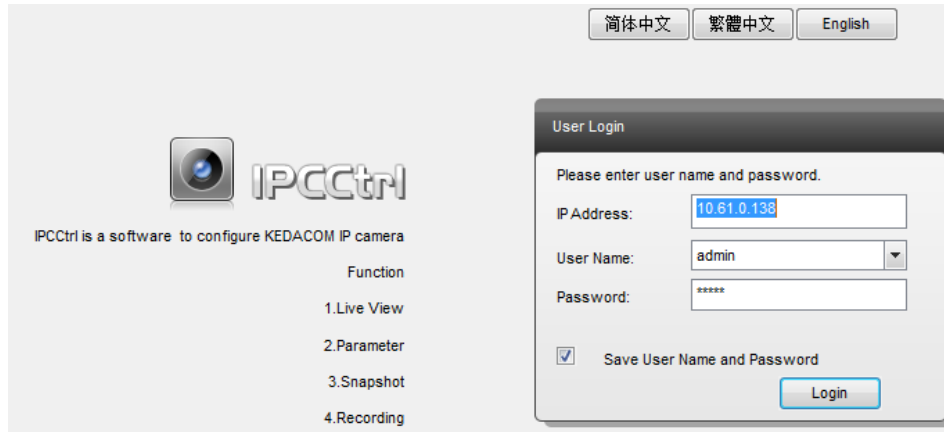 简体中文 繁體中文 English
IPCCtrl
IPCCtrl is a software to configure KEDACOM IP camera
Function
1.Live View
2.Parameter
3.Snapshot
4.Recording
User Login
Please enter user name and password.
IP Address: 10.61.0.138
User Name: admin
Password: *****
Save User Name and Password
Login